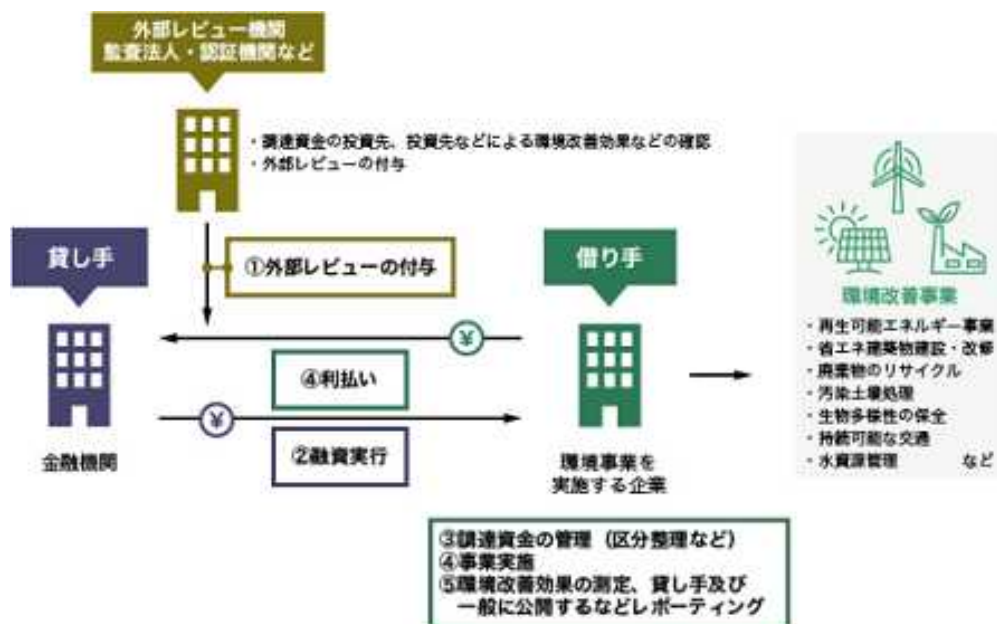 外部レビュー機関
監査法人・認証機関など
・調達資金の投資先、投資先などによる環境改善効果などの確認
・外部レビューの付与
貸し手
①外部レビューの付与
借り手
¥
④利払い
¥
②融資実行
金融機関
環境事業を
実施する企業
環境改善事業
・再生可能エネルギー事業
・省エネ建築物建設・改修
・廃棄物のリサイクル
・汚染土壌処理
・生物多様性の保全
・持続可能な交通
・水資源管理 など
③調達資金の管理（区分整理など）
④事業実施
⑤環境改善効果の測定、貸し手及び
一般に公開するなどレポーティング